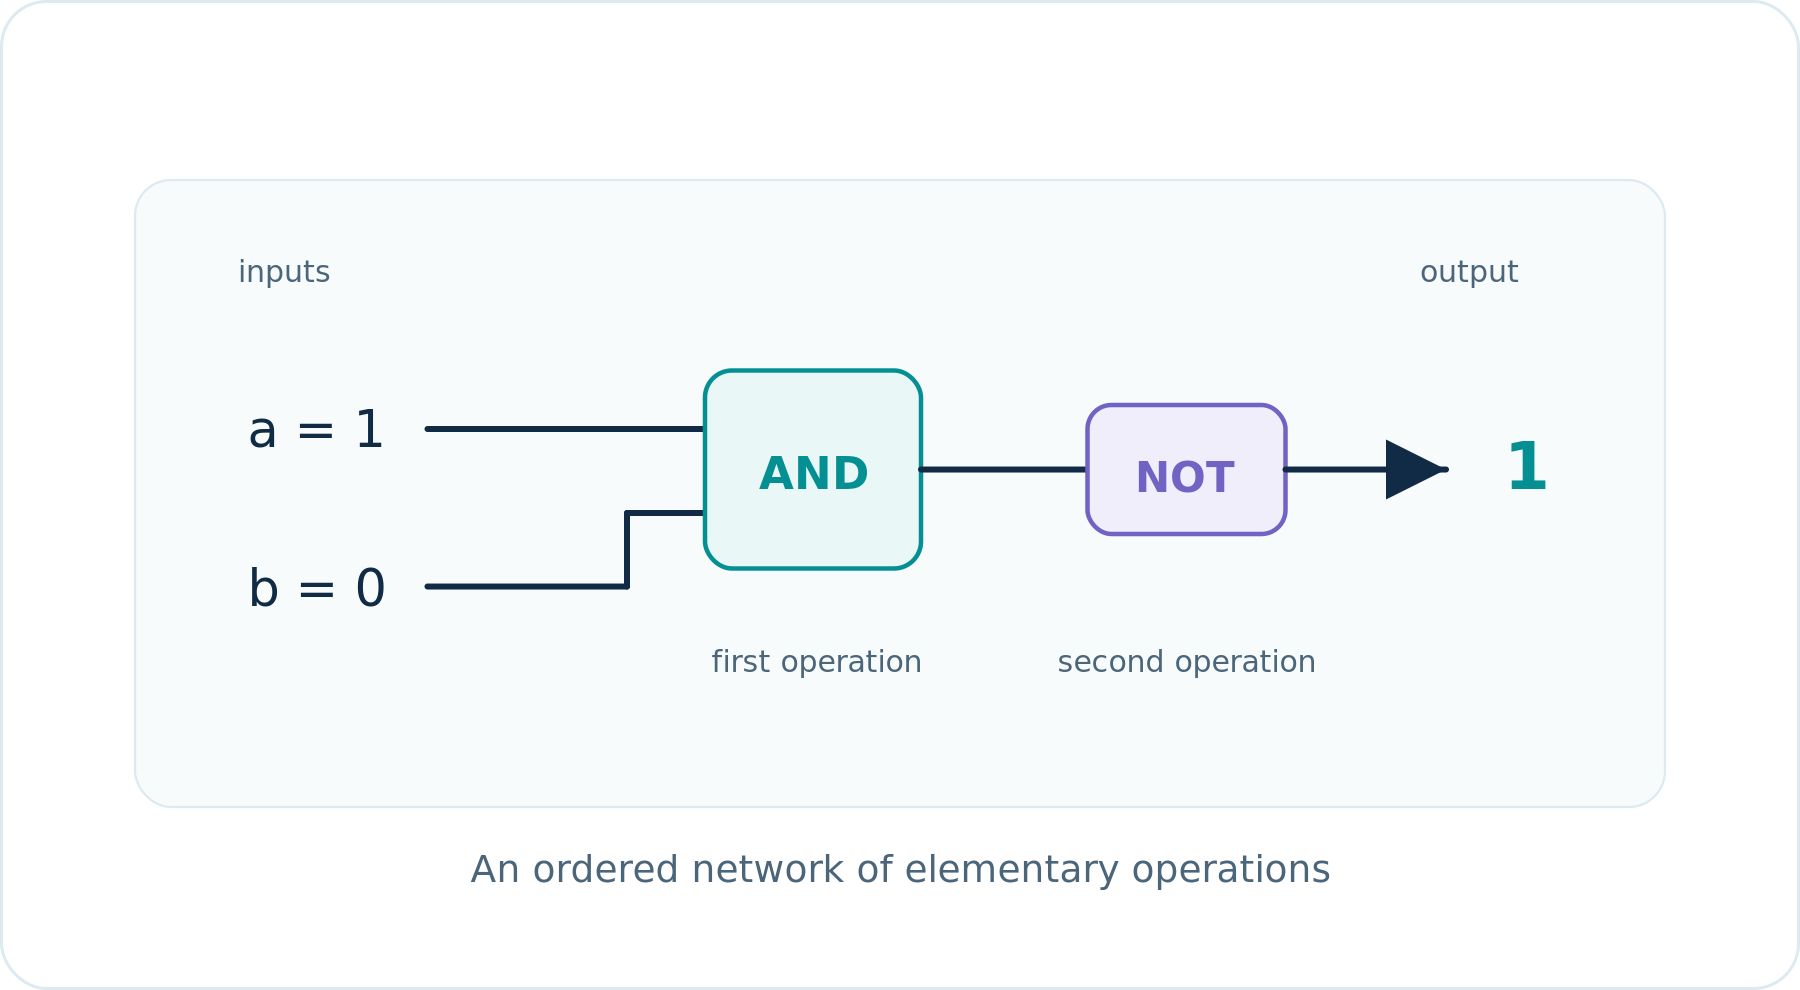 inputs
output
a = 1
AND
NOT
1
b = 0
first operation
second operation
An ordered network of elementary operations